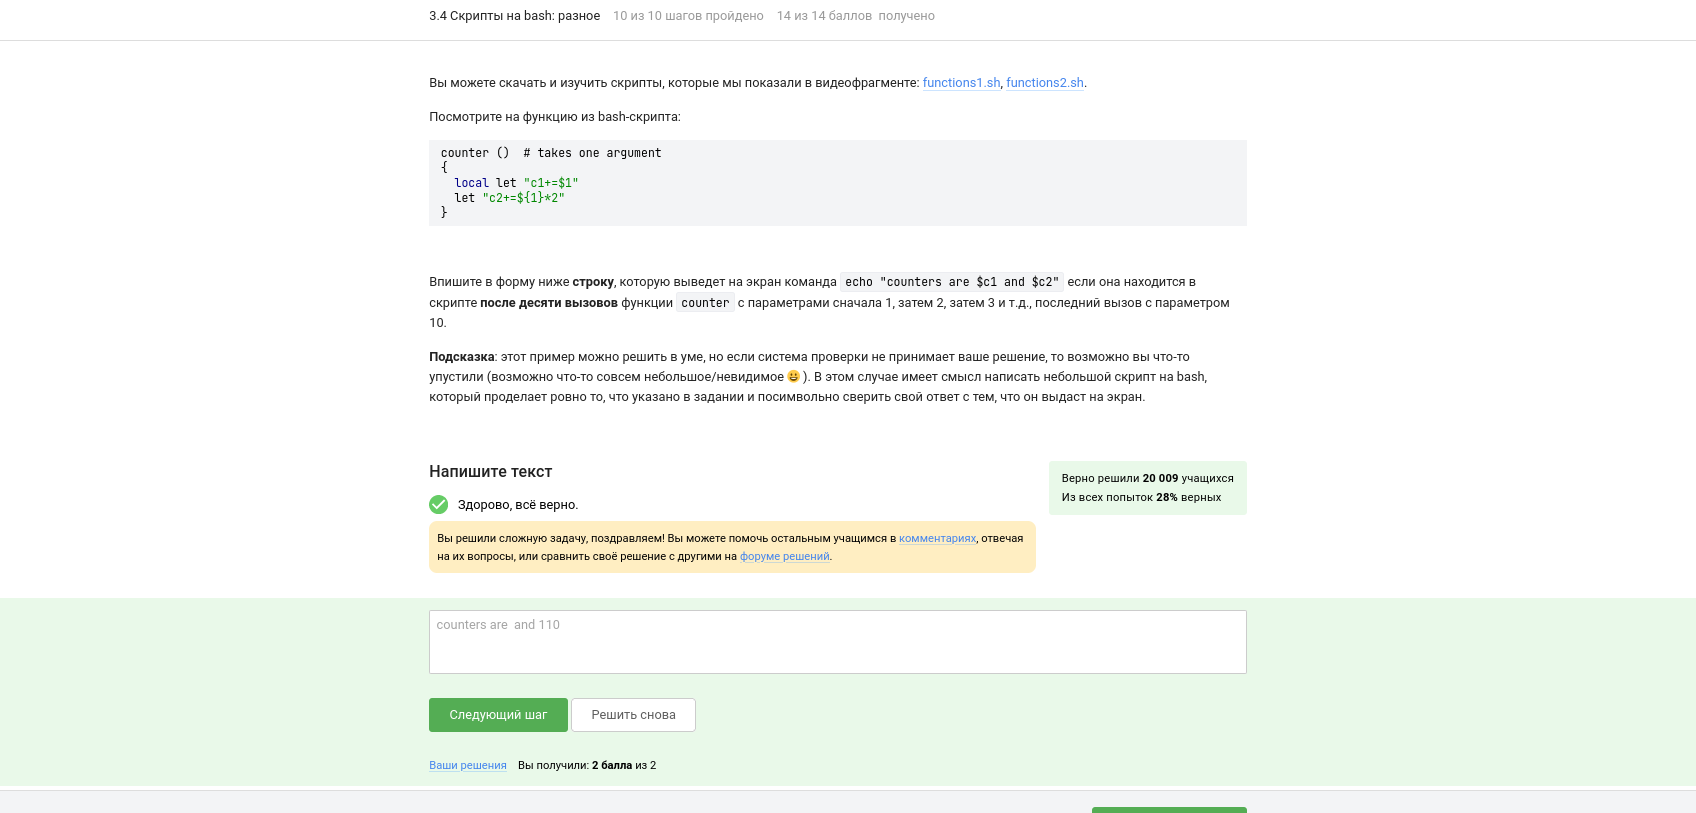 3.4 Скрипты на bash: разное 10 из 10 шагов пройдено 14 из 14 баллов получено
Вы можете скачать и изучить скрипты, которые мы показали в видеофрагменте: functions1.sh, functions2.sh.
Посмотрите на функцию из bash-скрипта:
counter ()  # takes one argument
{
  local let "c1+=$1"
  let "c2+=${1}*2"
}
Впишите в форму ниже строку, которую выведет на экран команда echo "counters are $c1 and $c2" если она находится в
скрипте после десяти вызовов функции counter с параметрами сначала 1, затем 2, затем 3 и т.д., последний вызов с параметром
10.
Подсказка: этот пример можно решить в уме, но если система проверки не принимает ваше решение, то возможно вы что-то
упустили (возможно что-то совсем небольшое/невидимое 😃 ). В этом случае имеет смысл написать небольшой скрипт на bash,
который проделает ровно то, что указано в задании и посимвольно сверить свой ответ с тем, что он выдаст на экран.
Напишите текст
Верно решили 20 009 учащихся
Из всех попыток 28% верных
Здорово, всё верно.
Вы решили сложную задачу, поздравляем! Вы можете помочь остальным учащимся в комментариях, отвечая
на их вопросы, или сравнить своё решение с другими на форуме решений.
counters are  and 110
Следующий шаг Решить снова
Ваши решения Вы получили: 2 балла из 2